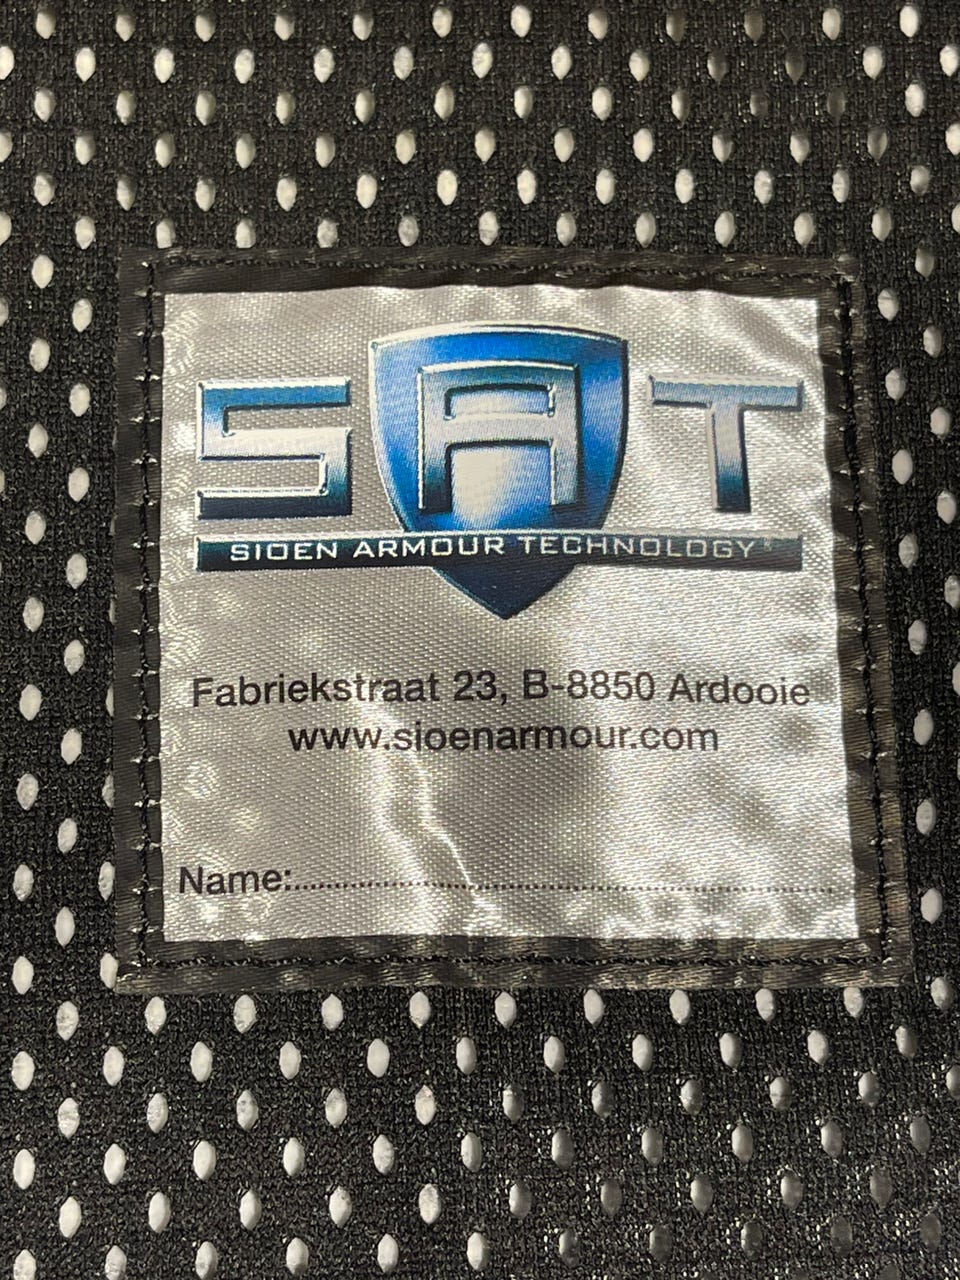 SAT
SIOEN ARMOUR TECHNOLOGY®
Fabriekstraat 23, B-8850 Ardooie
www.sioenarmour.com
Name:......................................................